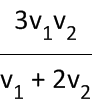 3v₁v₂
v₁ + 2v₂